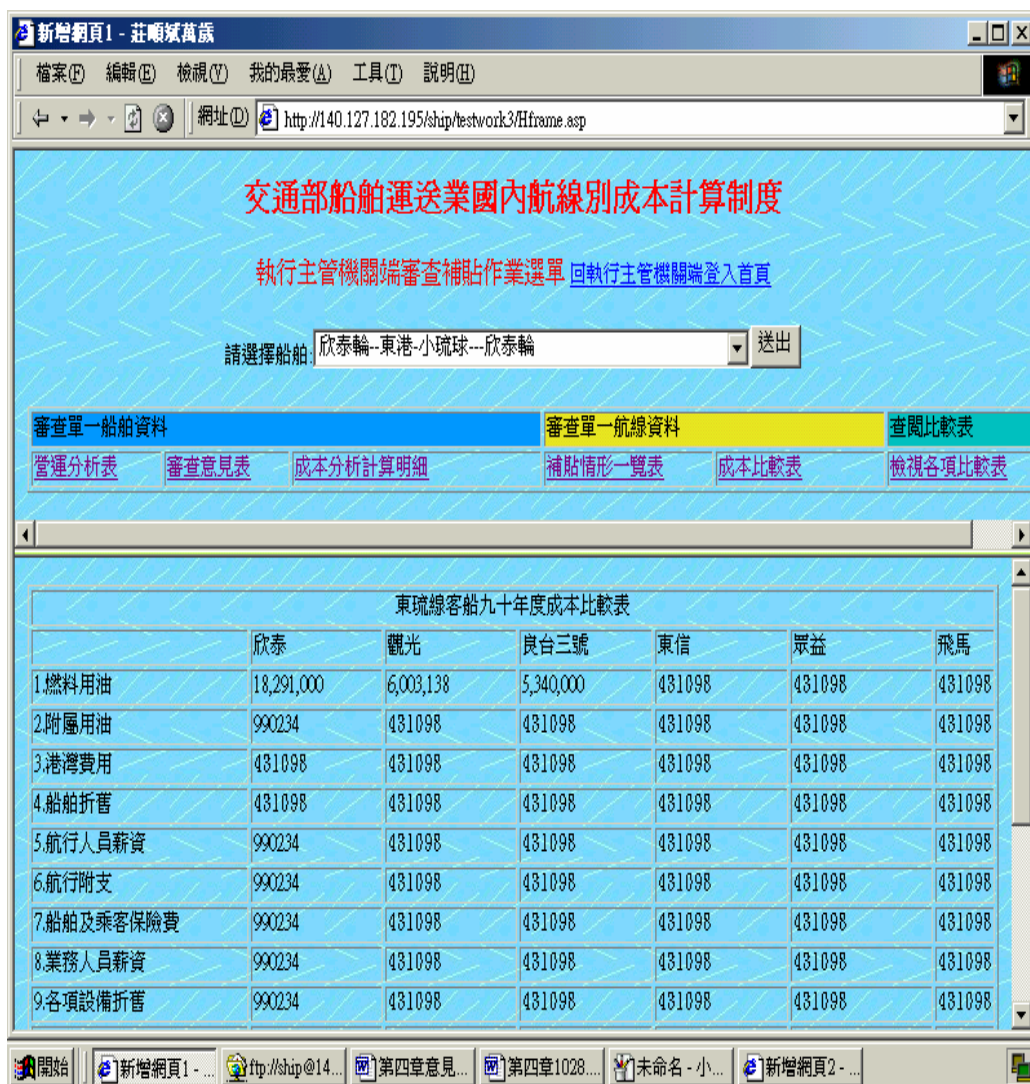 新增網頁1 - 莊順斌萬歲
檔案(F) 編輯(E) 檢視(V) 我的最愛(A) 工具(T) 說明(H)
網址(D) http://140.127.182.195/ship/testwork3/Hframe.asp
交通部船舶運送業國內航線別成本計算制度
執行主管機關端審查補貼作業選單 回執行主管機關端登入首頁
請選擇船舶: 欣泰輪--東港-小琉球---欣泰輪 送出
審查單一船舶資料 審查單一航線資料 查閱比較表
營運分析表 審查意見表 成本分析計算明細 補貼情形一覽表 成本比較表 檢視各項比較表
東琉線客船九十年度成本比較表
欣泰 觀光 良台三號 東信 眾益 飛馬
1.燃料用油 18,291,000 6,003,138 5,340,000 431098 431098 431098
2.附屬用油 990234 431098 431098 431098 431098 431098
3.港灣費用 431098 431098 431098 431098 431098 431098
4.船舶折舊 431098 431098 431098 431098 431098 431098
5.航行人員薪資 990234 431098 431098 431098 431098 431098
6.航行附支 990234 431098 431098 431098 431098 431098
7.船舶及乘客保險費 990234 431098 431098 431098 431098 431098
8.業務人員薪資 990234 431098 431098 431098 431098 431098
9.各項設備折舊 990234 431098 431098 431098 431098 431098
開始 新增網頁1 - ... ftp://ship@14... 第四章意見... 第四章1028.... 未命名 - 小... 新增網頁2 - ...